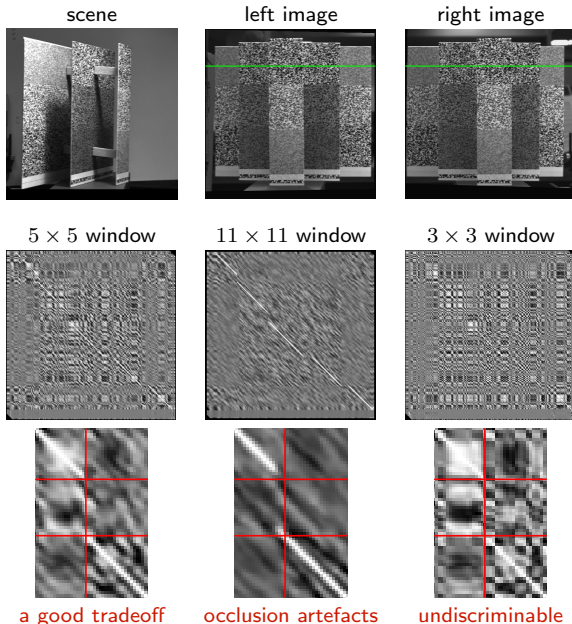 scene left image right image
5 × 5 window 11 × 11 window 3 × 3 window
a good tradeoff occlusion artefacts undiscriminable